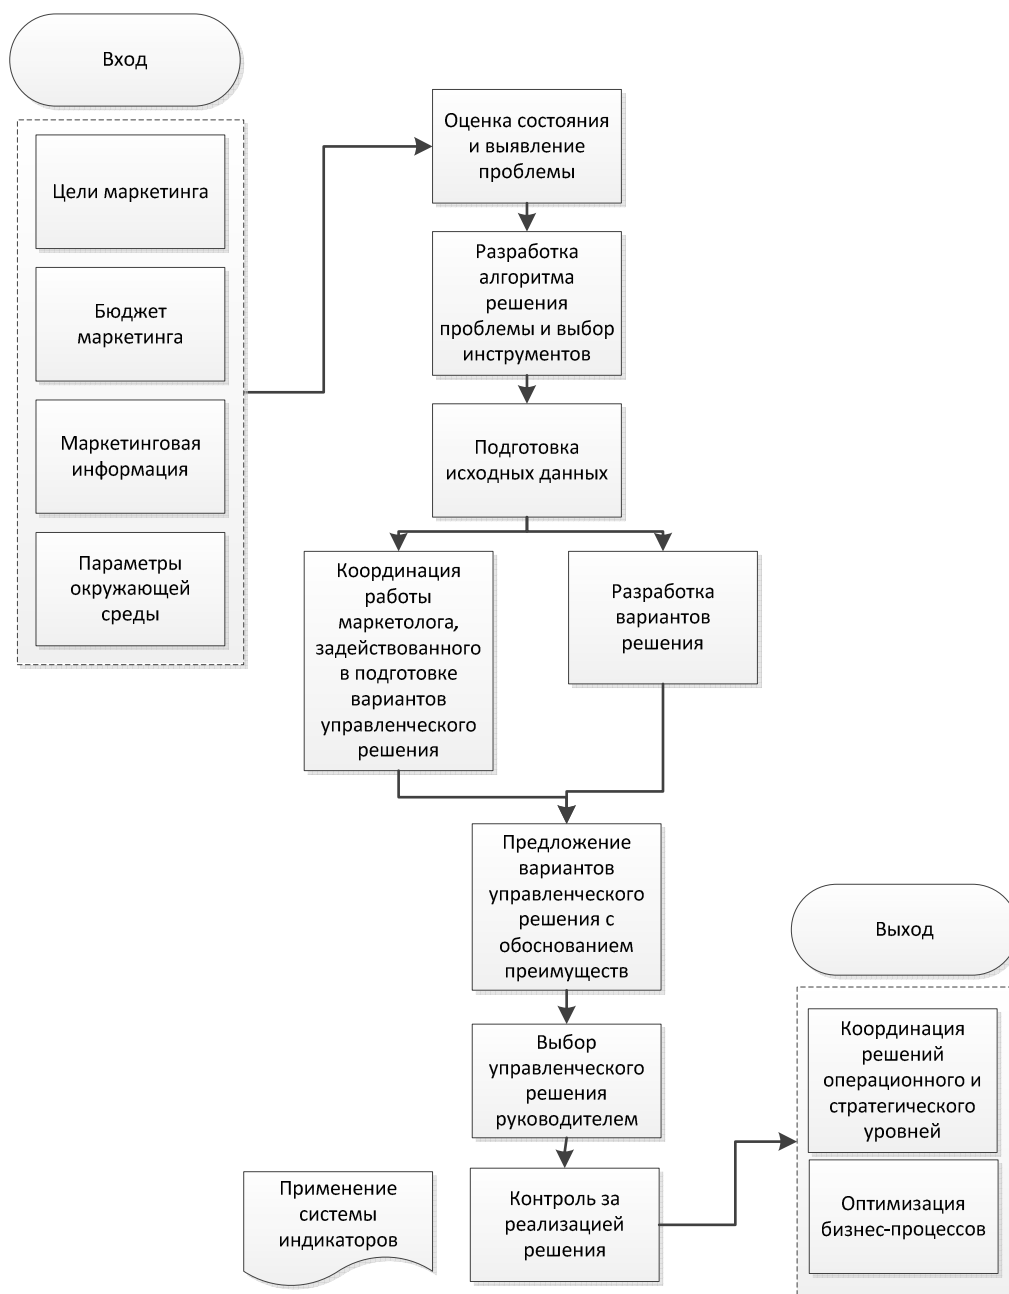 Вход
Цели маркетинга
Бюджет
маркетинга
Маркетинговая
информация
Параметры
окружающей
среды
Оценка состояния
и выявление
проблемы
Разработка
алгоритма
решения
проблемы и выбор
инструментов
Подготовка
исходных данных
Координация
работы
маркетолога,
задействованного
в подготовке
вариантов
управленческого
решения
Разработка
вариантов
решения
Предложение
вариантов
управленческого
решения с
обоснованием
преимуществ
Выбор
управленческого
решения
руководителем
Применение
системы
индикаторов
Контроль за
реализацией
решения
Выход
Координация
решений
операционного и
стратегического
уровней
Оптимизация
бизнес-процессов